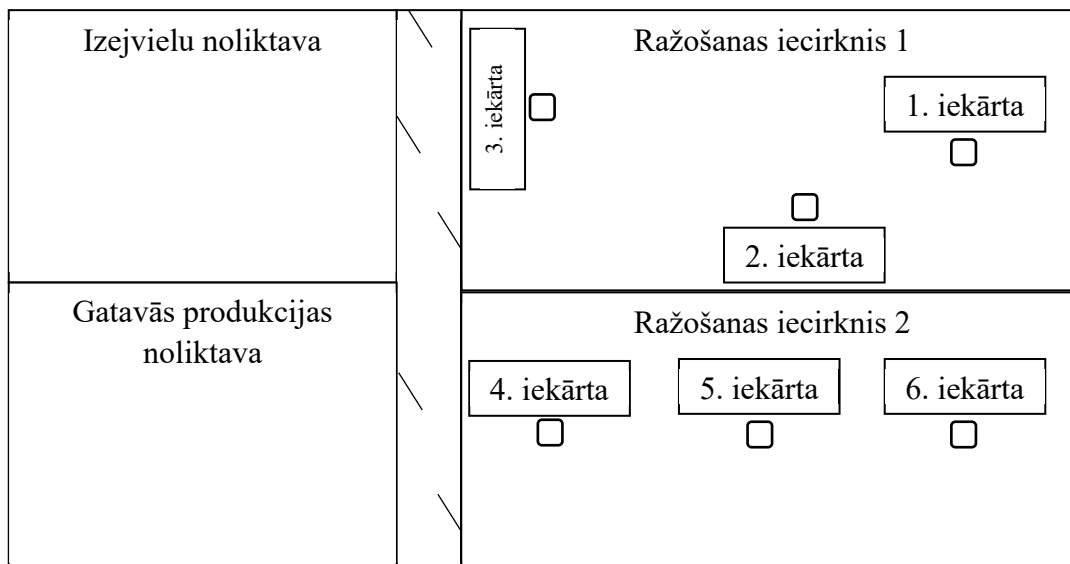 Izejvielu noliktava
Ražošanas iecirknis 1
3. iekārta
1. iekārta
2. iekārta
Gatavās produkcijas
noliktava
Ražošanas iecirknis 2
4. iekārta
5. iekārta
6. iekārta